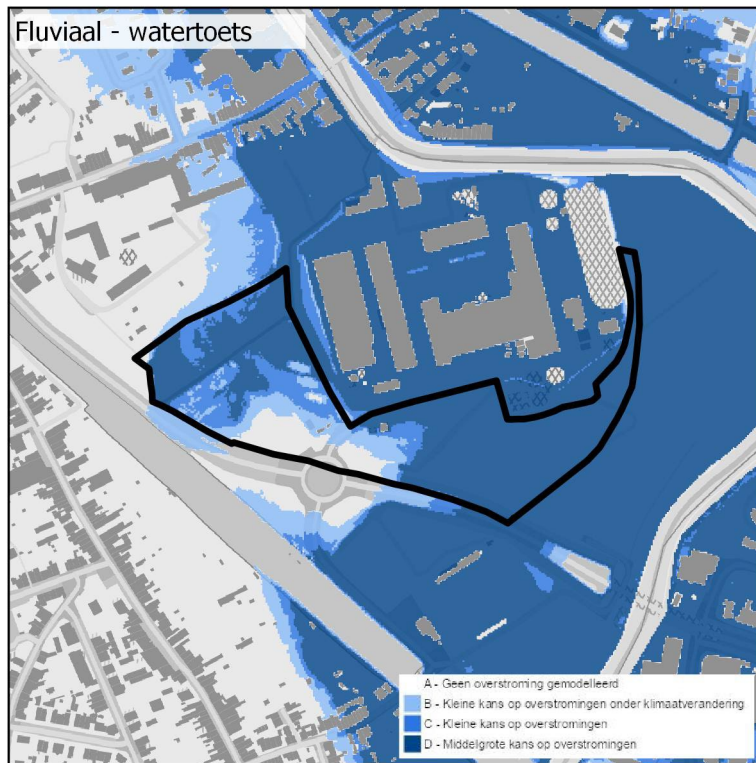 Fluviaal - watertoets
A - Geen overstroming gemodelleerd
B - Kleine kans op overstromingen onder klimaatverandering
C - Kleine kans op overstromingen
D - Middelgrote kans op overstromingen